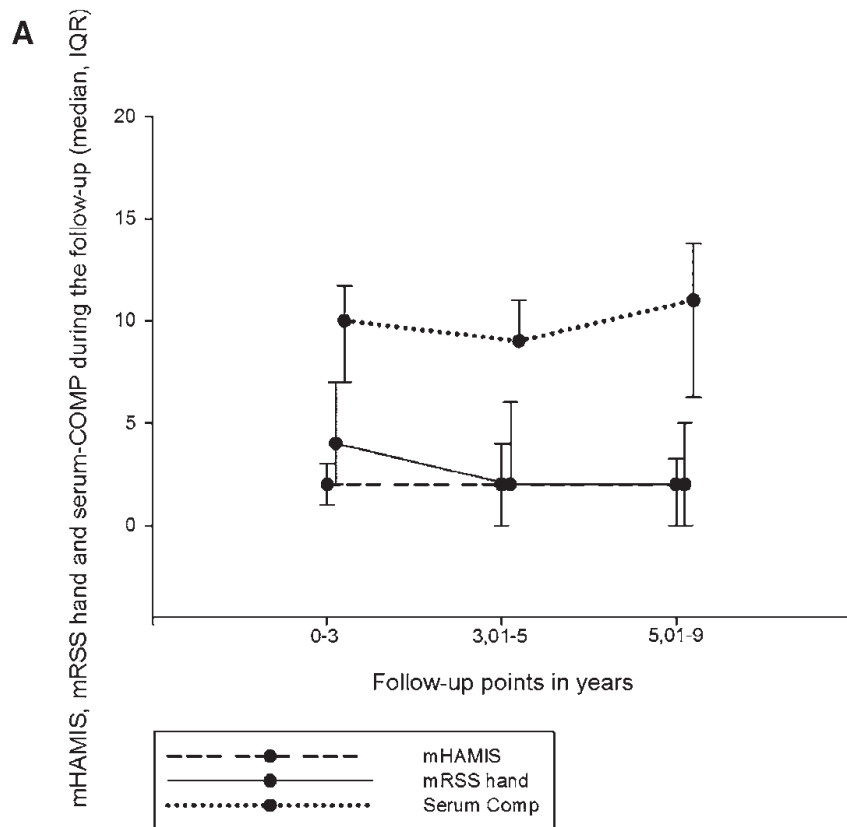 A
mHAMIS, mRSS hand and serum-COMP during the follow-up (median, IQR)
20
15
10
5
0
0-3
3,01-5
5,01-9
Follow-up points in years
mHAMIS
mRSS hand
Serum Comp